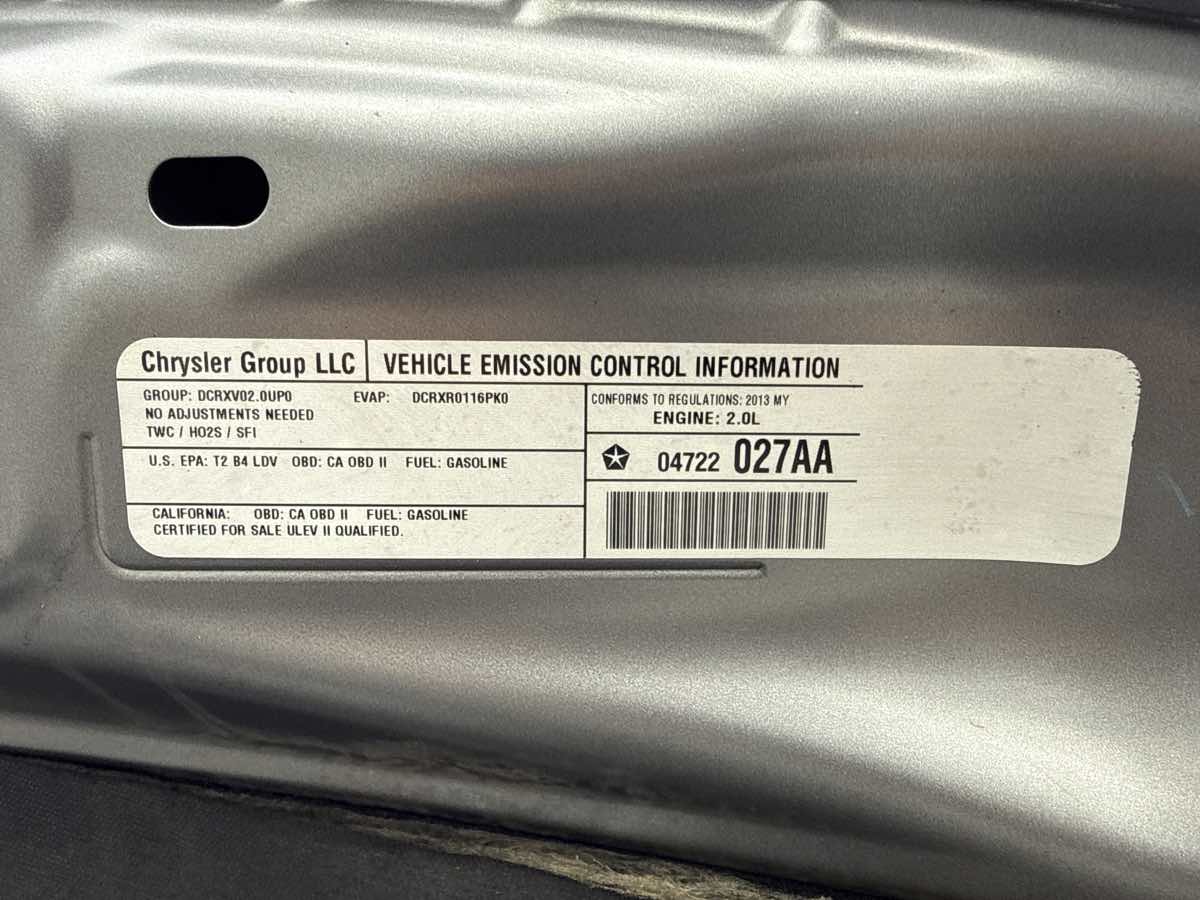 Chrysler Group LLC VEHICLE EMISSION CONTROL INFORMATION
GROUP: DCRXV02.0UP0 EVAP: DCRXR0116PK0
NO ADJUSTMENTS NEEDED
TWC / HO2S / SFI
CONFORMS TO REGULATIONS: 2013 MY
ENGINE: 2.0L
U.S. EPA: T2 B4 LDV OBD: CA OBD II FUEL: GASOLINE
04722 027AA
CALIFORNIA: OBD: CA OBD II FUEL: GASOLINE
CERTIFIED FOR SALE ULEV II QUALIFIED.